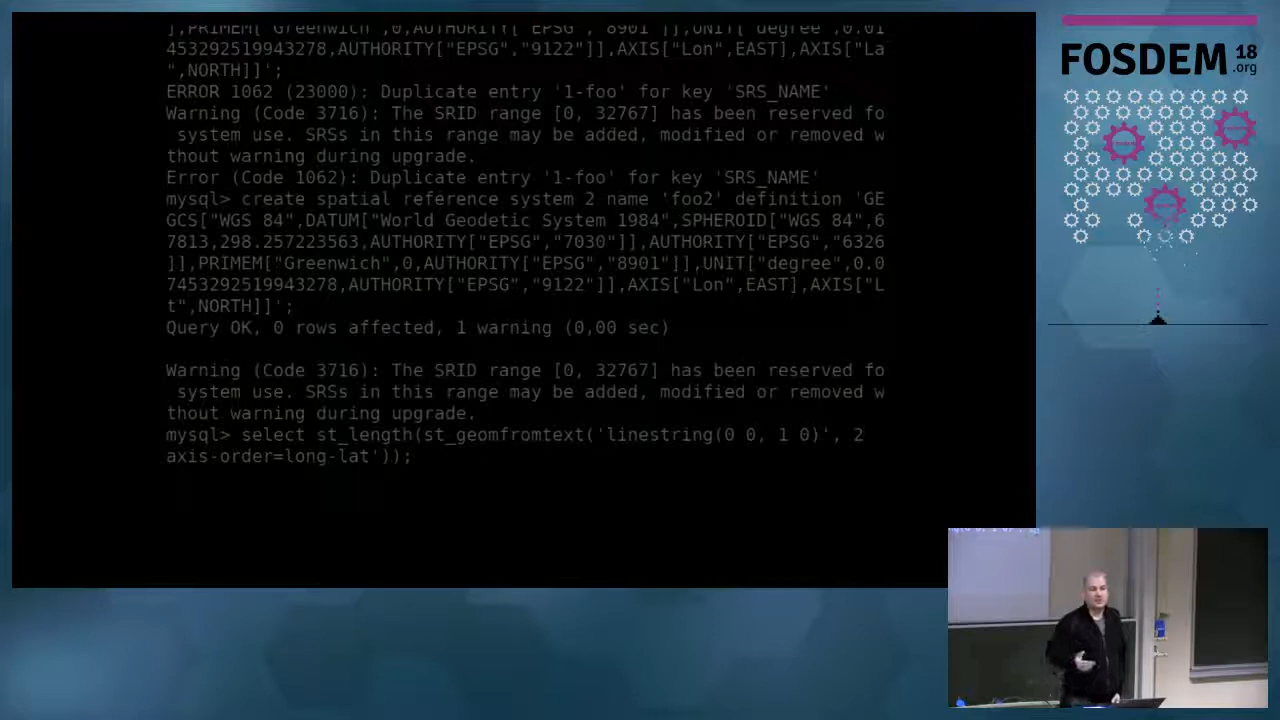 ],PRIMEM["Greenwich",0,AUTHORITY["EPSG","8901"]],UNIT["degree",0.01
453292519943278,AUTHORITY["EPSG","9122"]],AXIS["Lon",EAST],AXIS["La
",NORTH]]';
ERROR 1062 (23000): Duplicate entry '1-foo' for key 'SRS_NAME'
Warning (Code 3716): The SRID range [0, 32767] has been reserved fo
system use. SRSs in this range may be added, modified or removed w
thout warning during upgrade.
Error (Code 1062): Duplicate entry '1-foo' for key 'SRS_NAME'
mysql> create spatial reference system 2 name 'foo2' definition 'GE
GCS["WGS 84",DATUM["World Geodetic System 1984",SPHEROID["WGS 84",6
67813,298.257223563,AUTHORITY["EPSG","7030"]],AUTHORITY["EPSG","6326
]],PRIMEM["Greenwich",0,AUTHORITY["EPSG","8901"]],UNIT["degree",0.0
7453292519943278,AUTHORITY["EPSG","9122"]],AXIS["Lon",EAST],AXIS["L
t",NORTH]]';
Query OK, 0 rows affected, 1 warning (0,00 sec)
Warning (Code 3716): The SRID range [0, 32767] has been reserved fo
system use. SRSs in this range may be added, modified or removed w
thout warning during upgrade.
mysql> select st_length(st_geomfromtext('linestring(0 0, 1 0)', 2
axis-order=long-lat'));
FOSDEM 18
.org